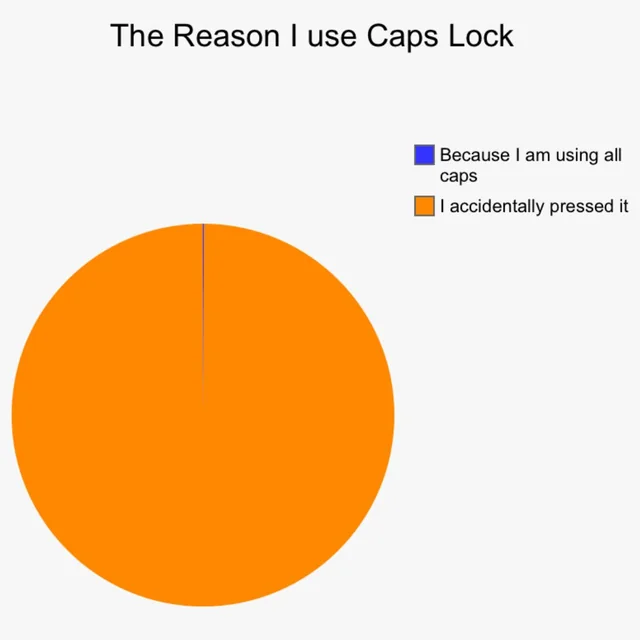 The Reason I use Caps Lock
Because I am using all
caps
I accidentally pressed it